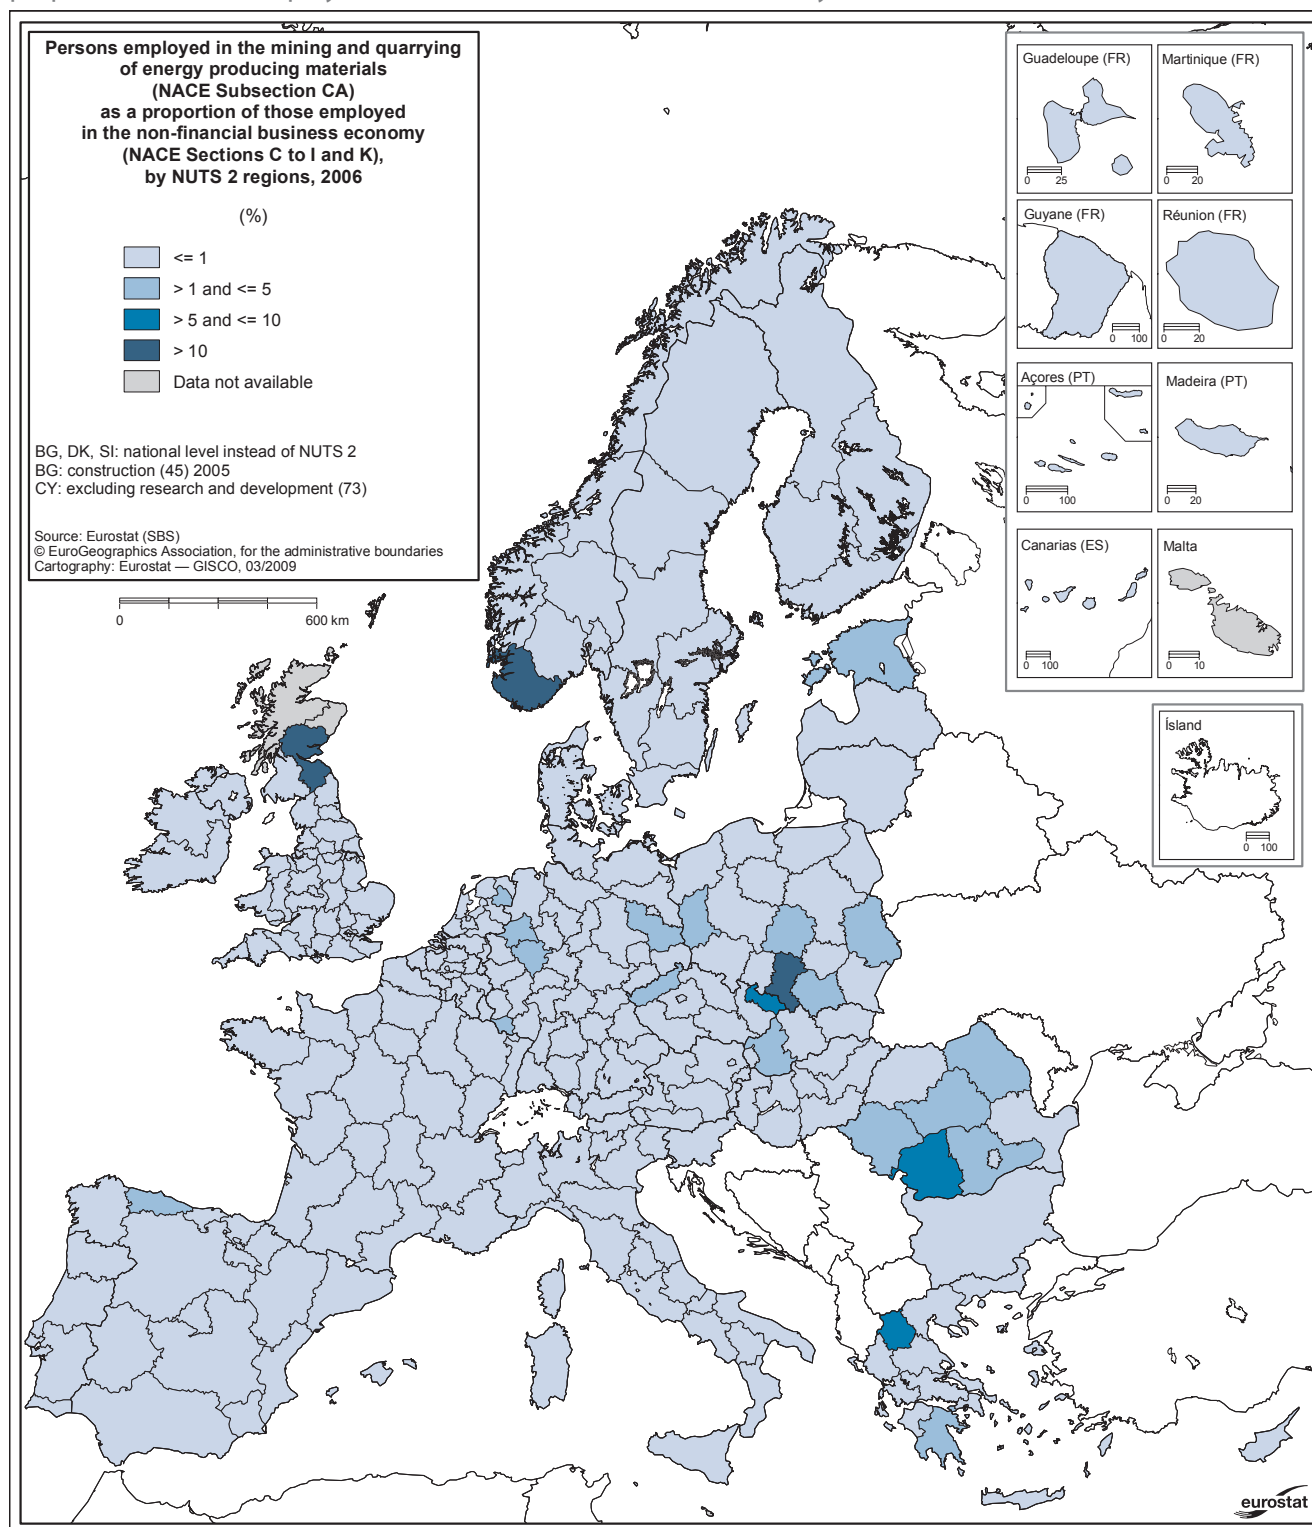 Persons employed in the mining and quarrying
of energy producing materials
(NACE Subsection CA)
as a proportion of those employed
in the non-financial business economy
(NACE Sections C to I and K),
by NUTS 2 regions, 2006
(%)
<= 1
> 1 and <= 5
> 5 and <= 10
> 10
Data not available
BG, DK, SI: national level instead of NUTS 2
BG: construction (45) 2005
CY: excluding research and development (73)
Source: Eurostat (SBS)
© EuroGeographics Association, for the administrative boundaries
Cartography: Eurostat — GISCO, 03/2009
0 600 km
Guadeloupe (FR)
0 25
Martinique (FR)
0 20
Guyane (FR)
0 100
Réunion (FR)
0 20
Açores (PT)
0 100
Madeira (PT)
0 20
Canarias (ES)
0 100
Malta
0 10
Ísland
0 100
eurostat